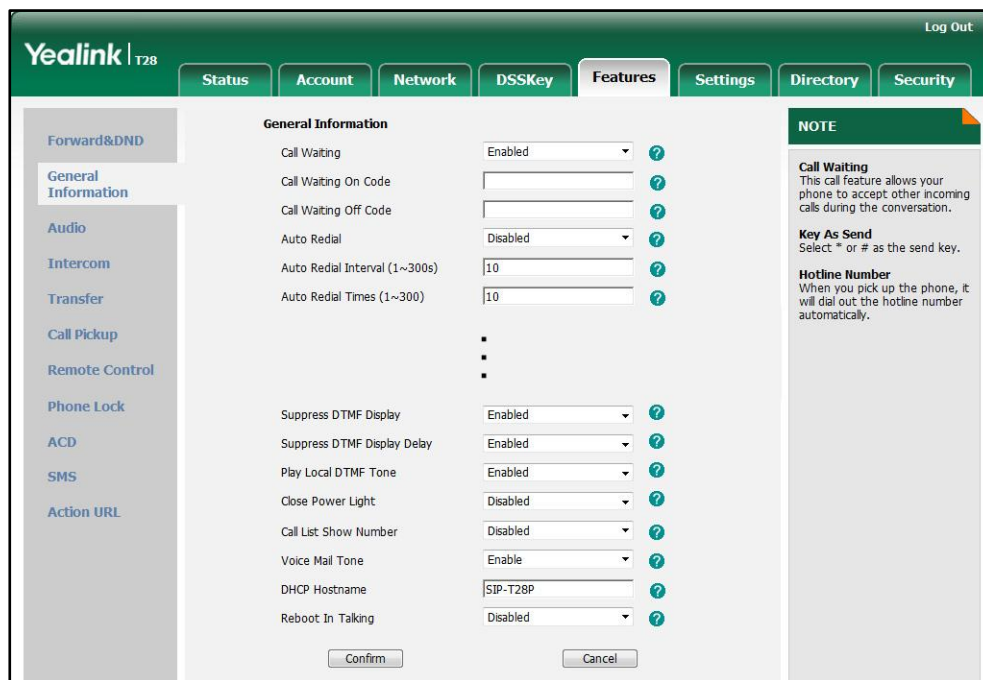 Log Out
Yealink | T28
Status Account Network DSSKey Features Settings Directory Security
Forward&DND
General
Information
Audio
Intercom
Transfer
Call Pickup
Remote Control
Phone Lock
ACD
SMS
Action URL
General Information
Call Waiting Enabled ?
Call Waiting On Code ?
Call Waiting Off Code ?
Auto Redial Disabled ?
Auto Redial Interval (1~300s) 10 ?
Auto Redial Times (1~300) 10 ?
Suppress DTMF Display Enabled ?
Suppress DTMF Display Delay Enabled ?
Play Local DTMF Tone Enabled ?
Close Power Light Disabled ?
Call List Show Number Disabled ?
Voice Mail Tone Enable ?
DHCP Hostname SIP-T28P ?
Reboot In Talking Disabled ?
Confirm Cancel
NOTE
Call Waiting
This call feature allows your
phone to accept other incoming
calls during the conversation.
Key As Send
Select * or # as the send key.
Hotline Number
When you pick up the phone, it
will dial out the hotline number
automatically.